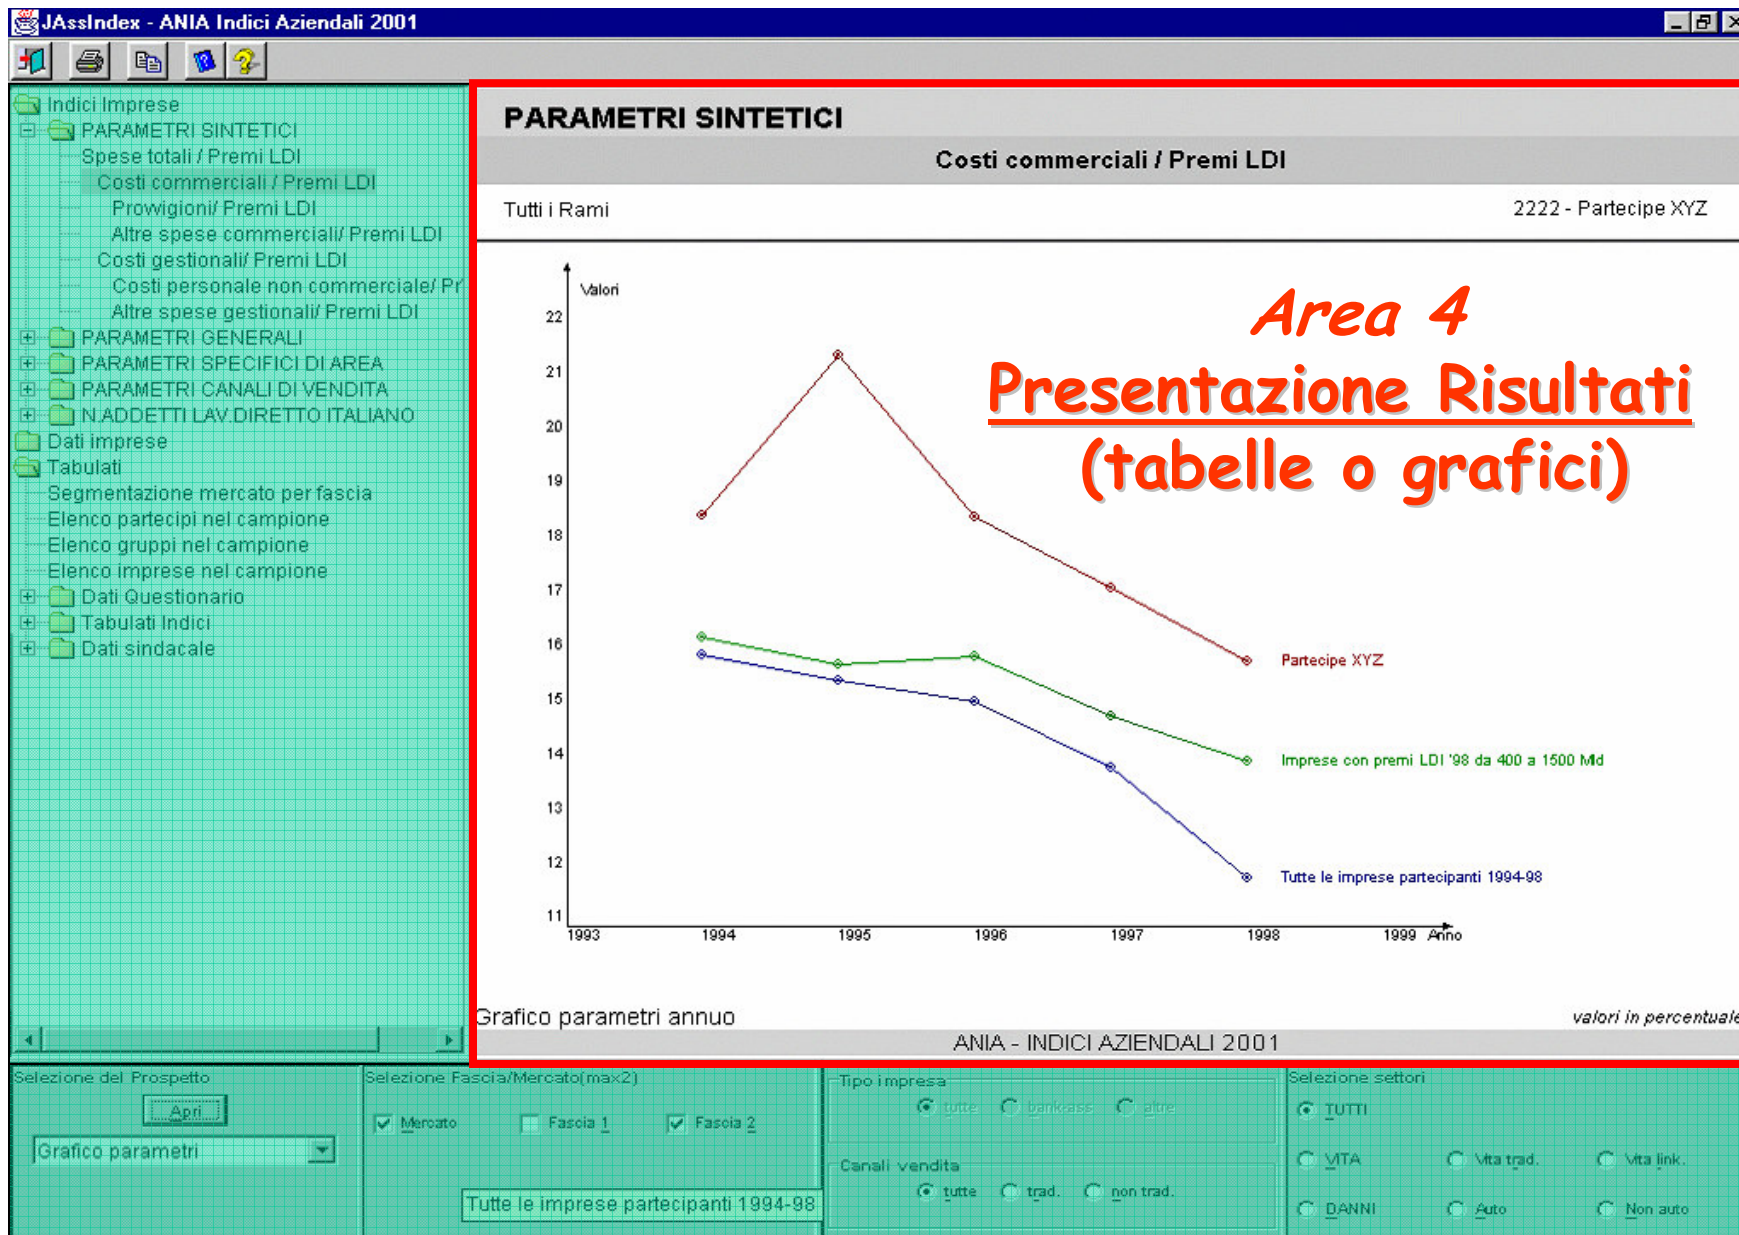 JAssIndex - ANIA Indici Aziendali 2001
Indici Imprese
PARAMETRI SINTETICI
Spese totali / Premi LDI
Costi commerciali / Premi LDI
Provvigioni/ Premi LDI
Altre spese commerciali/ Premi LDI
Costi gestionali/ Premi LDI
Costi personale non commerciale/ Pr
Altre spese gestionali/ Premi LDI
PARAMETRI GENERALI
PARAMETRI SPECIFICI DI AREA
PARAMETRI CANALI DI VENDITA
N.ADDETTI LAV.DIRETTO ITALIANO
Dati imprese
Tabulati
Segmentazione mercato per fascia
Elenco partecipi nel campione
Elenco gruppi nel campione
Elenco imprese nel campione
Dati Questionario
Tabulati Indici
Dati sindacale
PARAMETRI SINTETICI
Costi commerciali / Premi LDI
Tutti i Rami
2222 - Partecipe XYZ
Valori
22
21
20
19
18
17
16
15
14
13
12
11
1993 1994 1995 1996 1997 1998 1999 Anno
Area 4
Presentazione Risultati
(tabelle o grafici)
Partecipe XYZ
Imprese con premi LDI '98 da 400 a 1500 Mld
Tutte le imprese partecipanti 1994-98
Grafico parametri annuo
valori in percentuale
ANIA - INDICI AZIENDALI 2001
Selezione del Prospetto
Apri
Grafico parametri
Selezione Fascia/Mercato(max2)
Mercato Fascia 1 Fascia 2
Tutte le imprese partecipanti 1994-98
Tipo impresa
tutte bank-ass altre
Canali vendita
tutte trad. non trad.
Selezione settori
TUTTI
VITA Vita trad. Vita link.
DANNI Auto Non auto